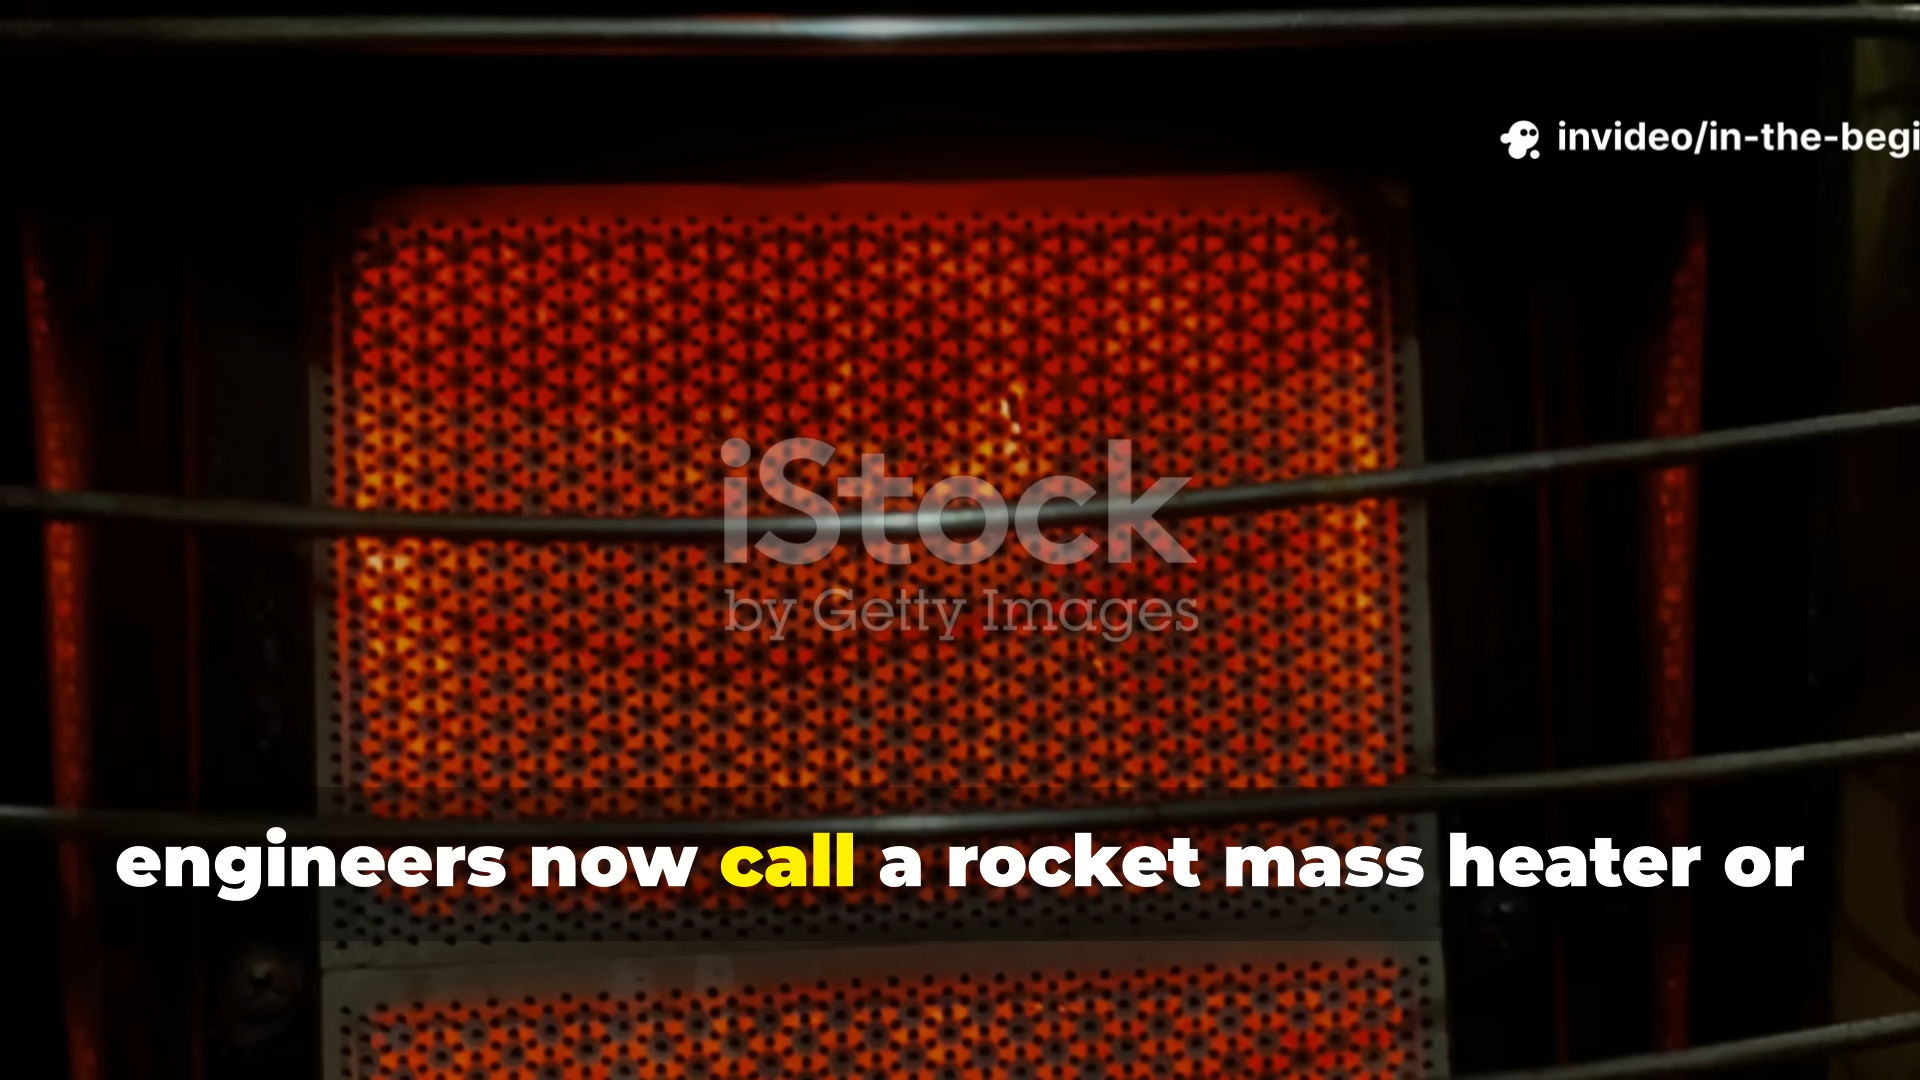 invideo/in-the-begi
iStock
by Getty Images
engineers now call a rocket mass heater or